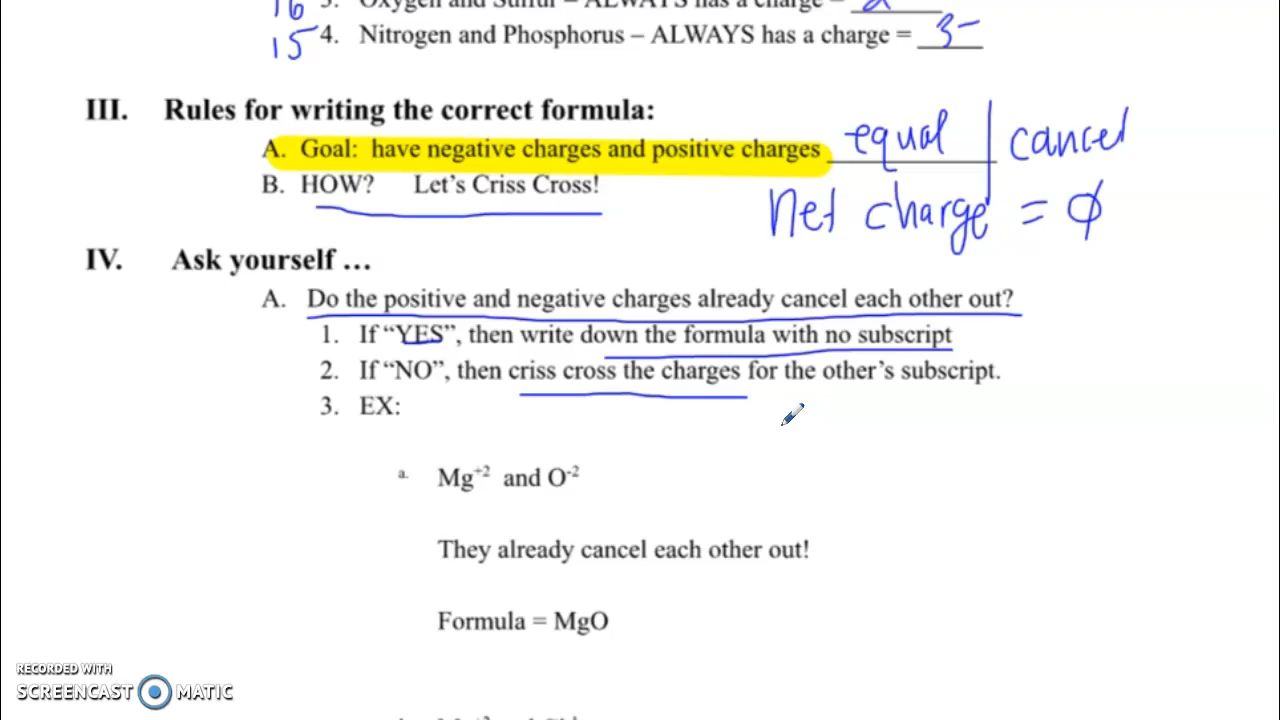 16 3. Oxygen and Sulfur – ALWAYS has a charge = 2-
15 4. Nitrogen and Phosphorus – ALWAYS has a charge = 3-
III. Rules for writing the correct formula:
A. Goal: have negative charges and positive charges equal | cancel
B. HOW? Let's Criss Cross!
net charge = 0
IV. Ask yourself …
A. Do the positive and negative charges already cancel each other out?
1. If “YES”, then write down the formula with no subscript
2. If “NO”, then criss cross the charges for the other’s subscript.
3. EX:
a. Mg+2 and O-2
They already cancel each other out!
Formula = MgO
RECORDED WITH
SCREENCAST MATIC